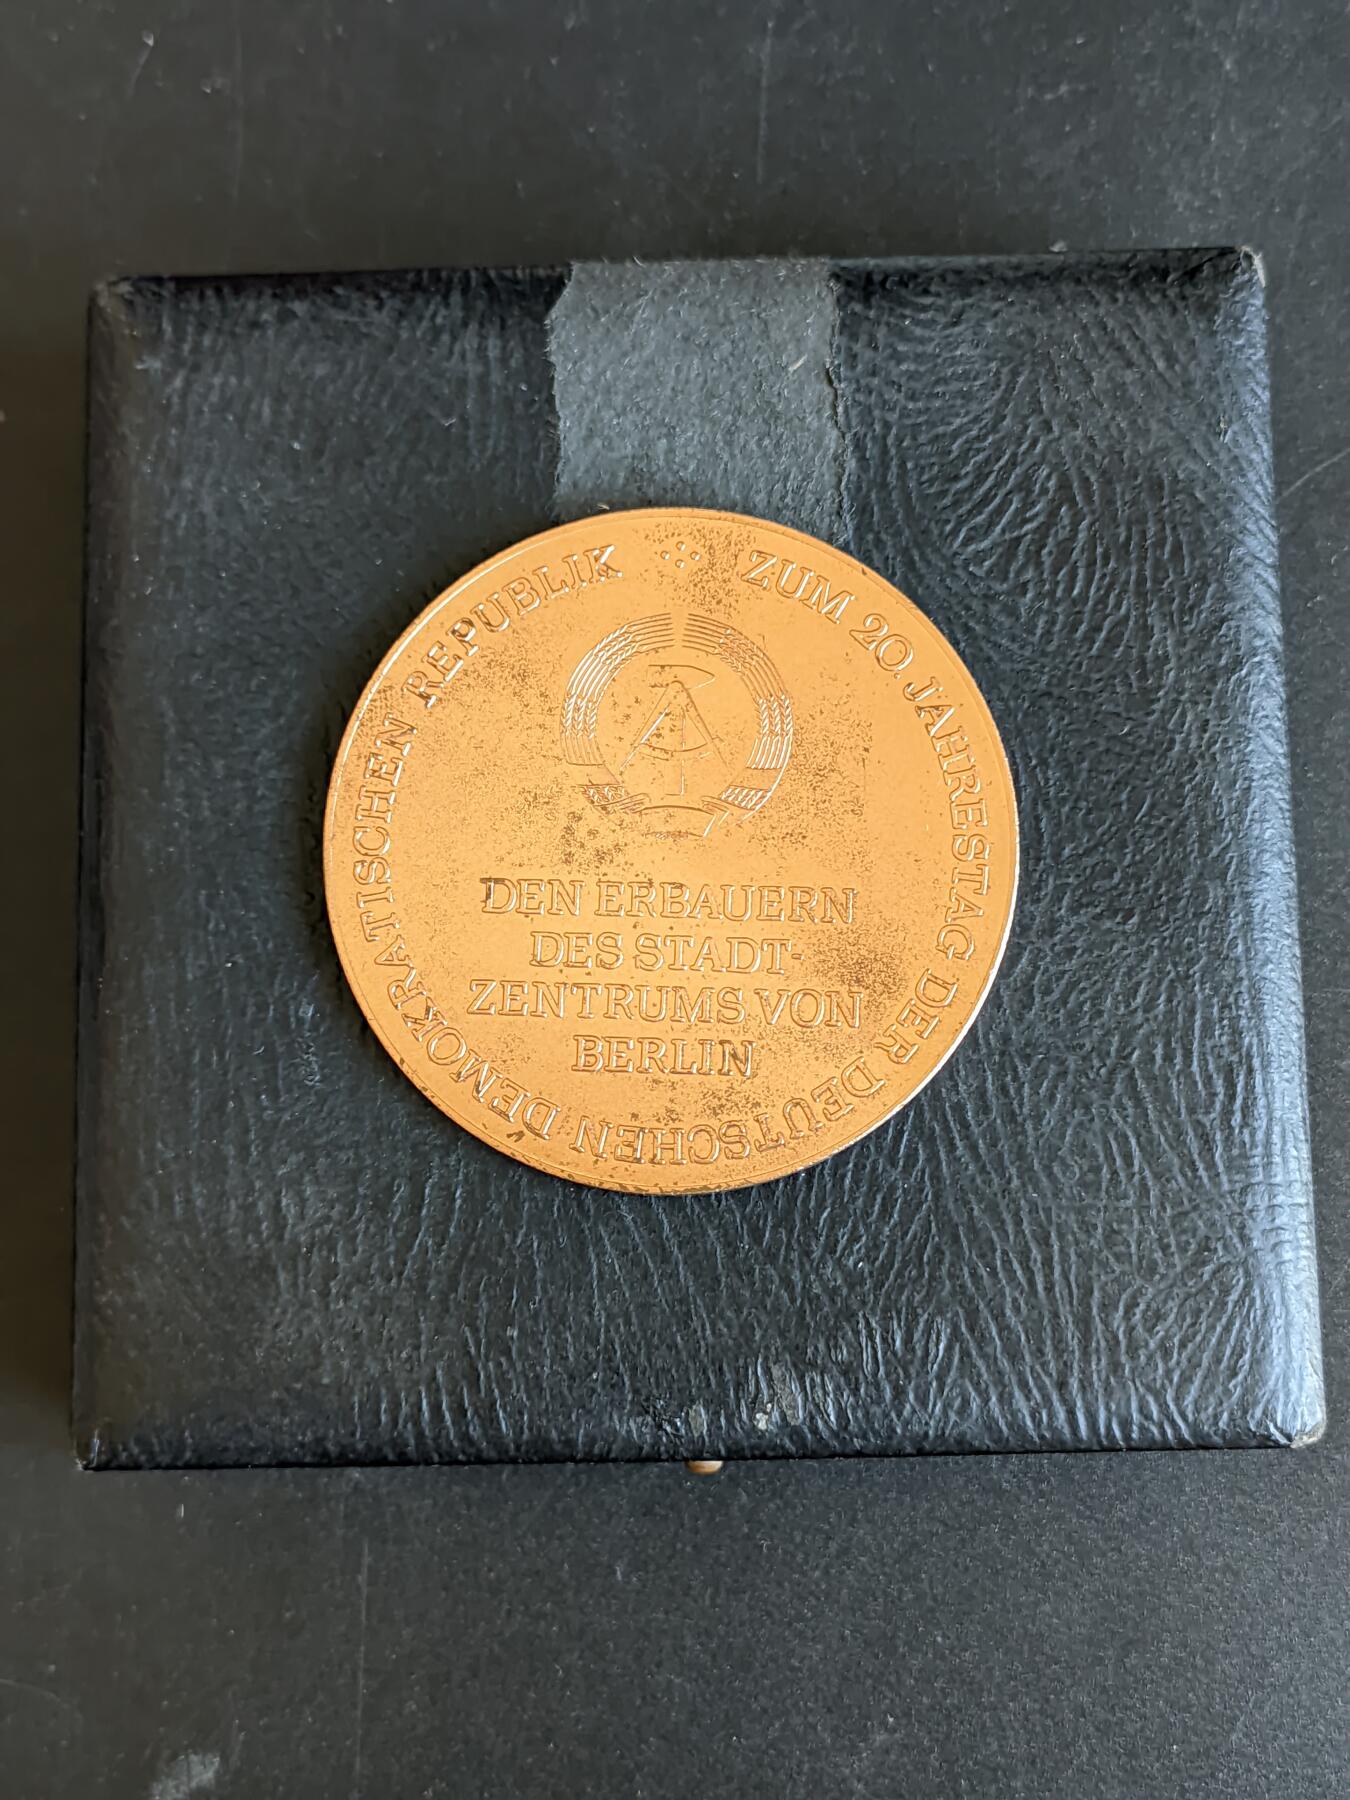 ZUM 20. JAHRESTAG DER DEUTSCHEN DEMOKRATISCHEN REPUBLIK
DEN ERBAUERN
DES STADT-
ZENTRUMS VON
BERLIN